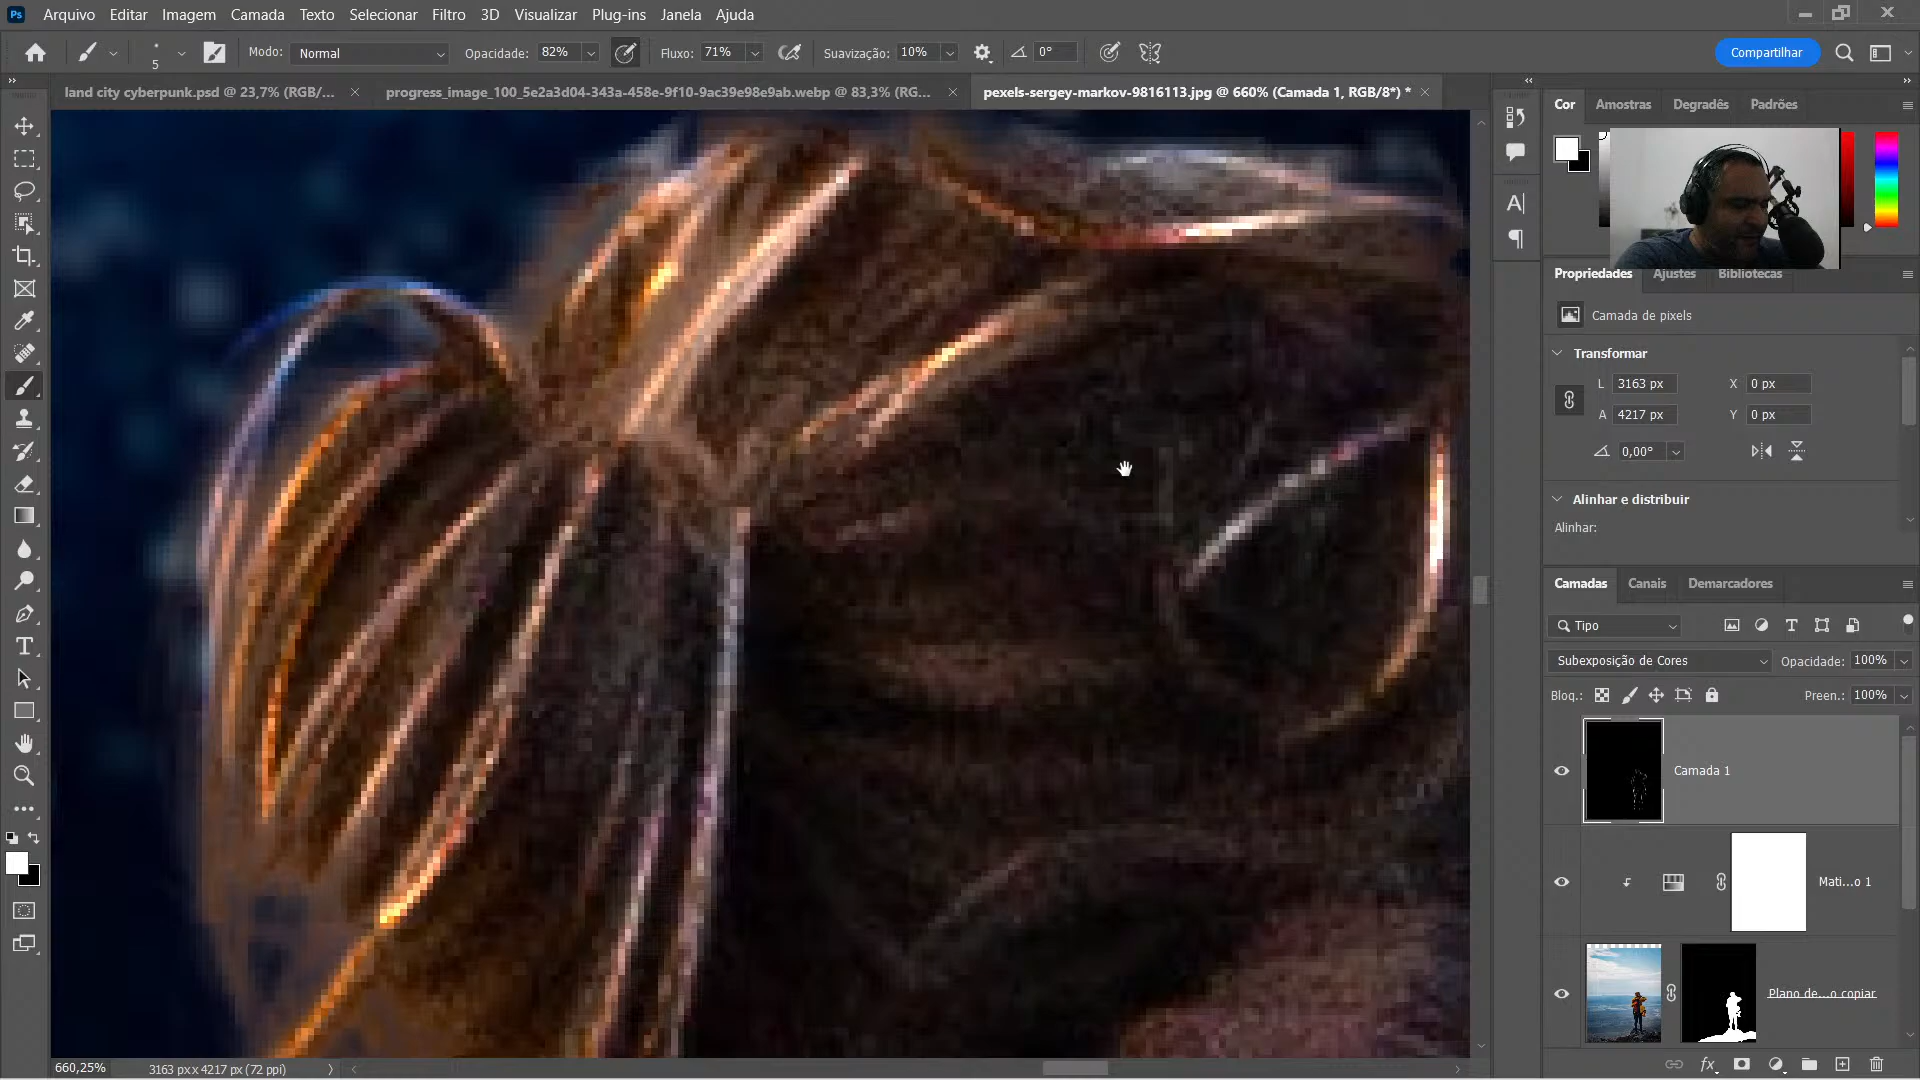 Ps Arquivo Editar Imagem Camada Texto Selecionar Filtro 3D Visualizar Plug-ins Janela Ajuda
5 Modo: Normal Opacidade: 82% Fluxo: 71% Suavização: 10% 0° Compartilhar
land city cyberpunk.psd @ 23,7% (RGB/... progress_image_100_5e2a3d04-343a-458e-9f10-9ac39e98e9ab.webp @ 83,3% (RG... pexels-sergey-markov-9816113.jpg @ 660% (Camada 1, RGB/8*) *
Cor Amostras Degradês Padrões
Propriedades Ajustes Bibliotecas
Camada de pixels
Transformar
L 3163 px X 0 px
A 4217 px Y 0 px
0,00°
Alinhar e distribuir
Alinhar:
Camadas Canais Demarcadores
Tipo
Subexposição de Cores Opacidade: 100%
Bloq.: Preen.: 100%
Camada 1
Mati...o 1
Plano de...o copiar
660,25% 3163 px x 4217 px (72 ppi)